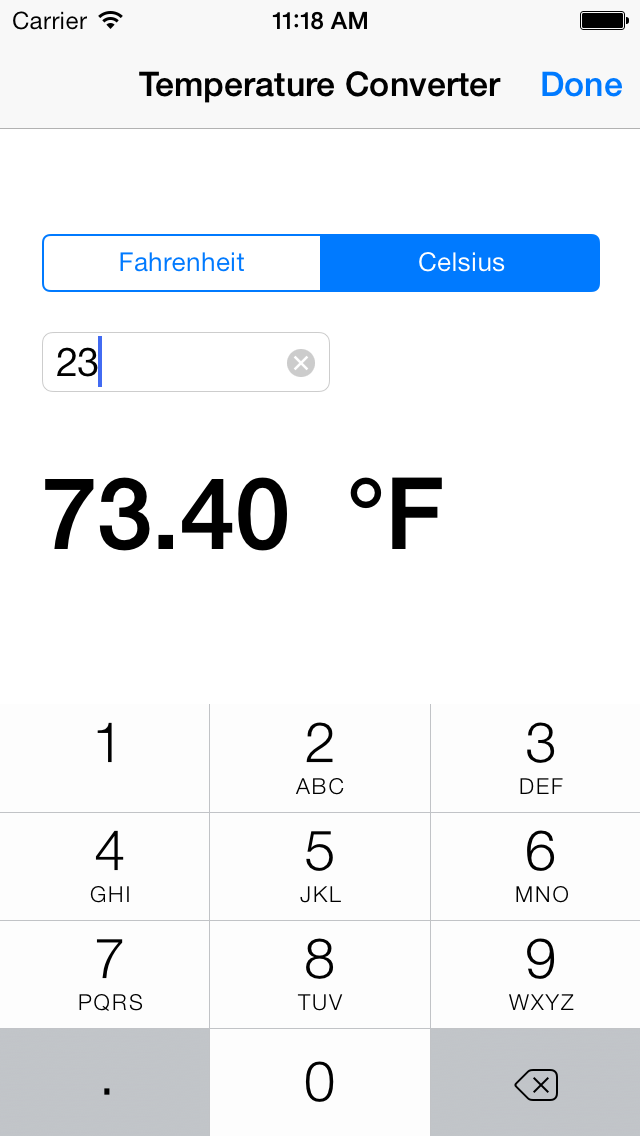 Carrier 11:18 AM
Temperature Converter Done
Fahrenheit Celsius
23
73.40 °F
1 2 3
ABC DEF
4 5 6
GHI JKL MNO
7 8 9
PQRS TUV WXYZ
. 0